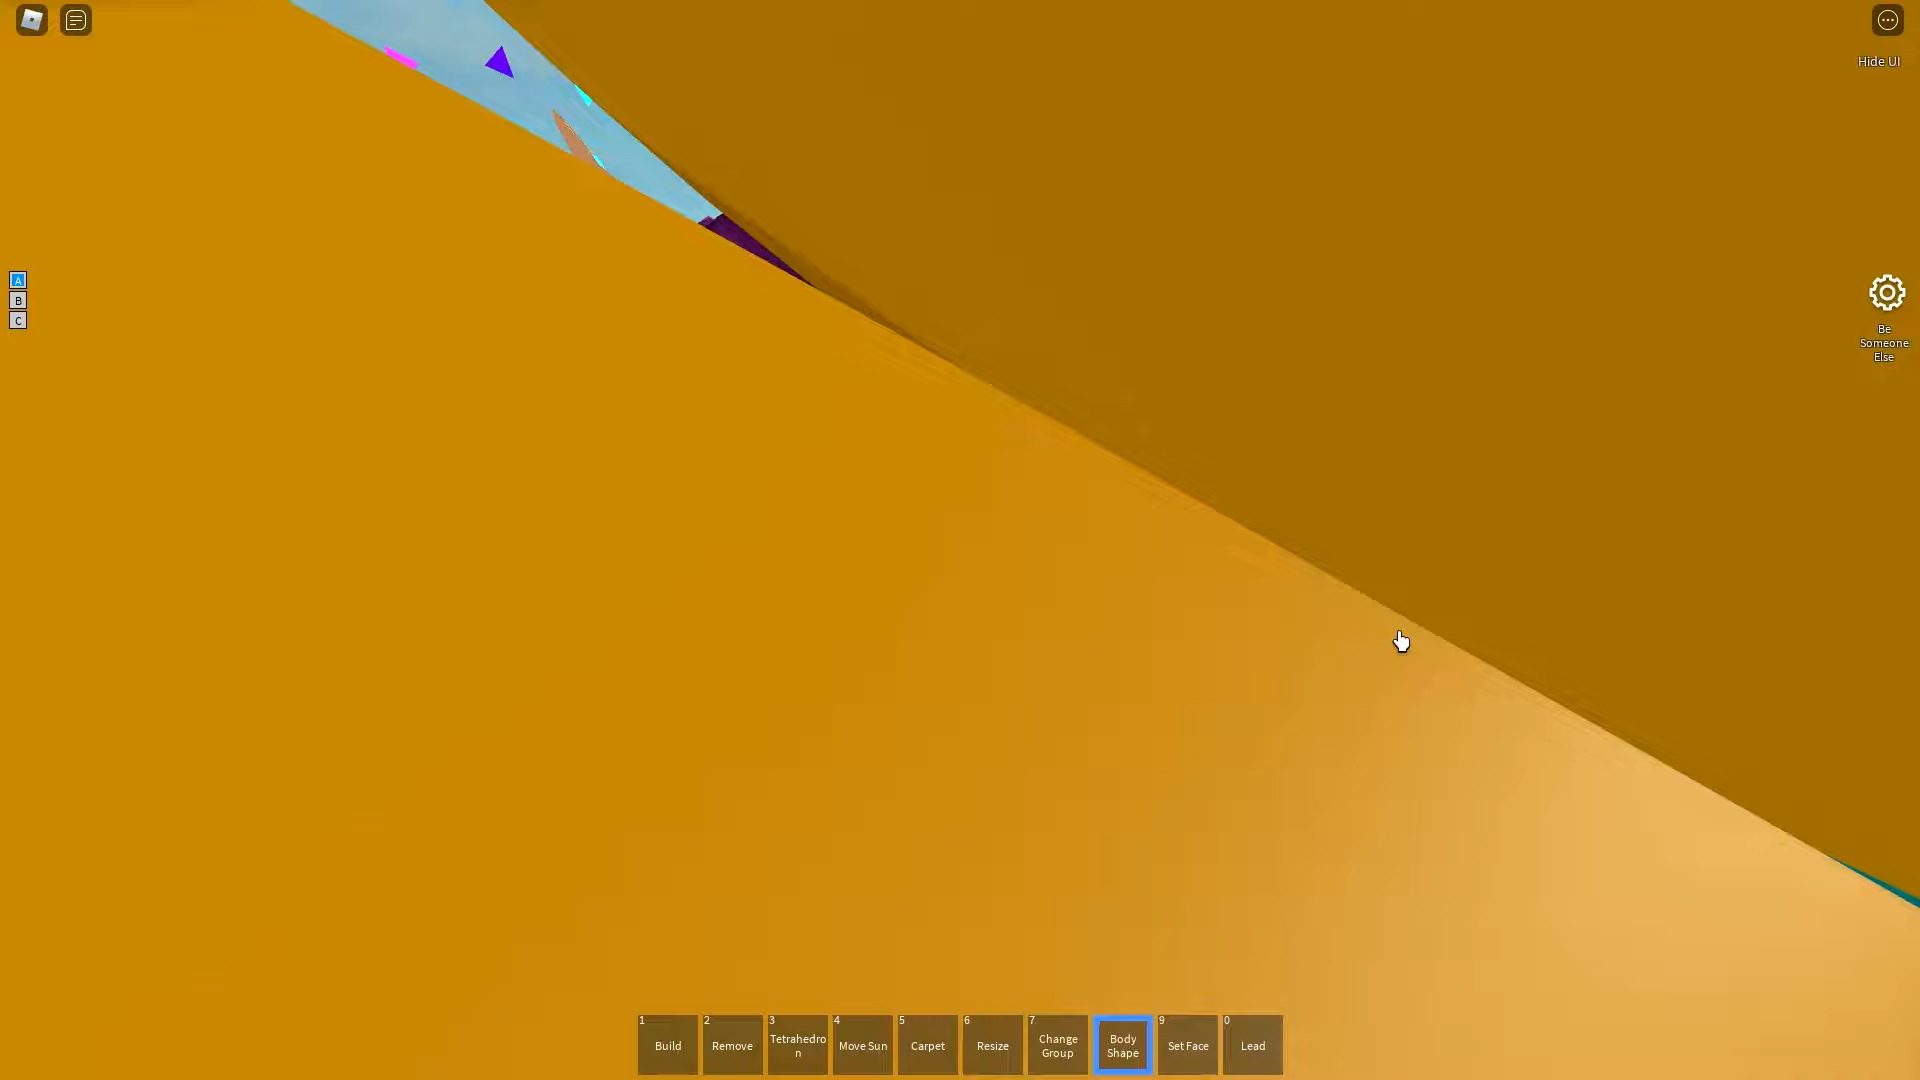 Hide UI
A
B
C
Be
Someone
Else
1
Build
2
Remove
3
Tetrahedro
n
4
Move Sun
5
Carpet
6
Resize
7
Change
Group
Body
Shape
9
Set Face
0
Lead